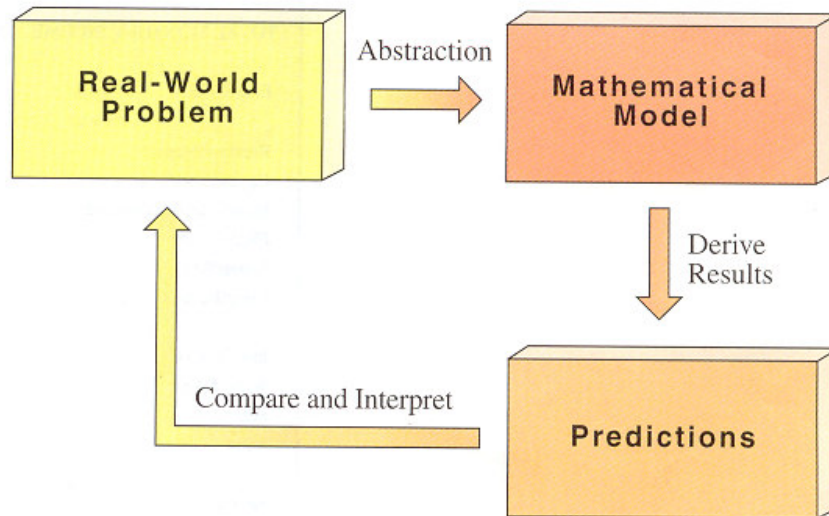 Real-World
Problem
Abstraction
Mathematical
Model
Derive
Results
Predictions
Compare and Interpret